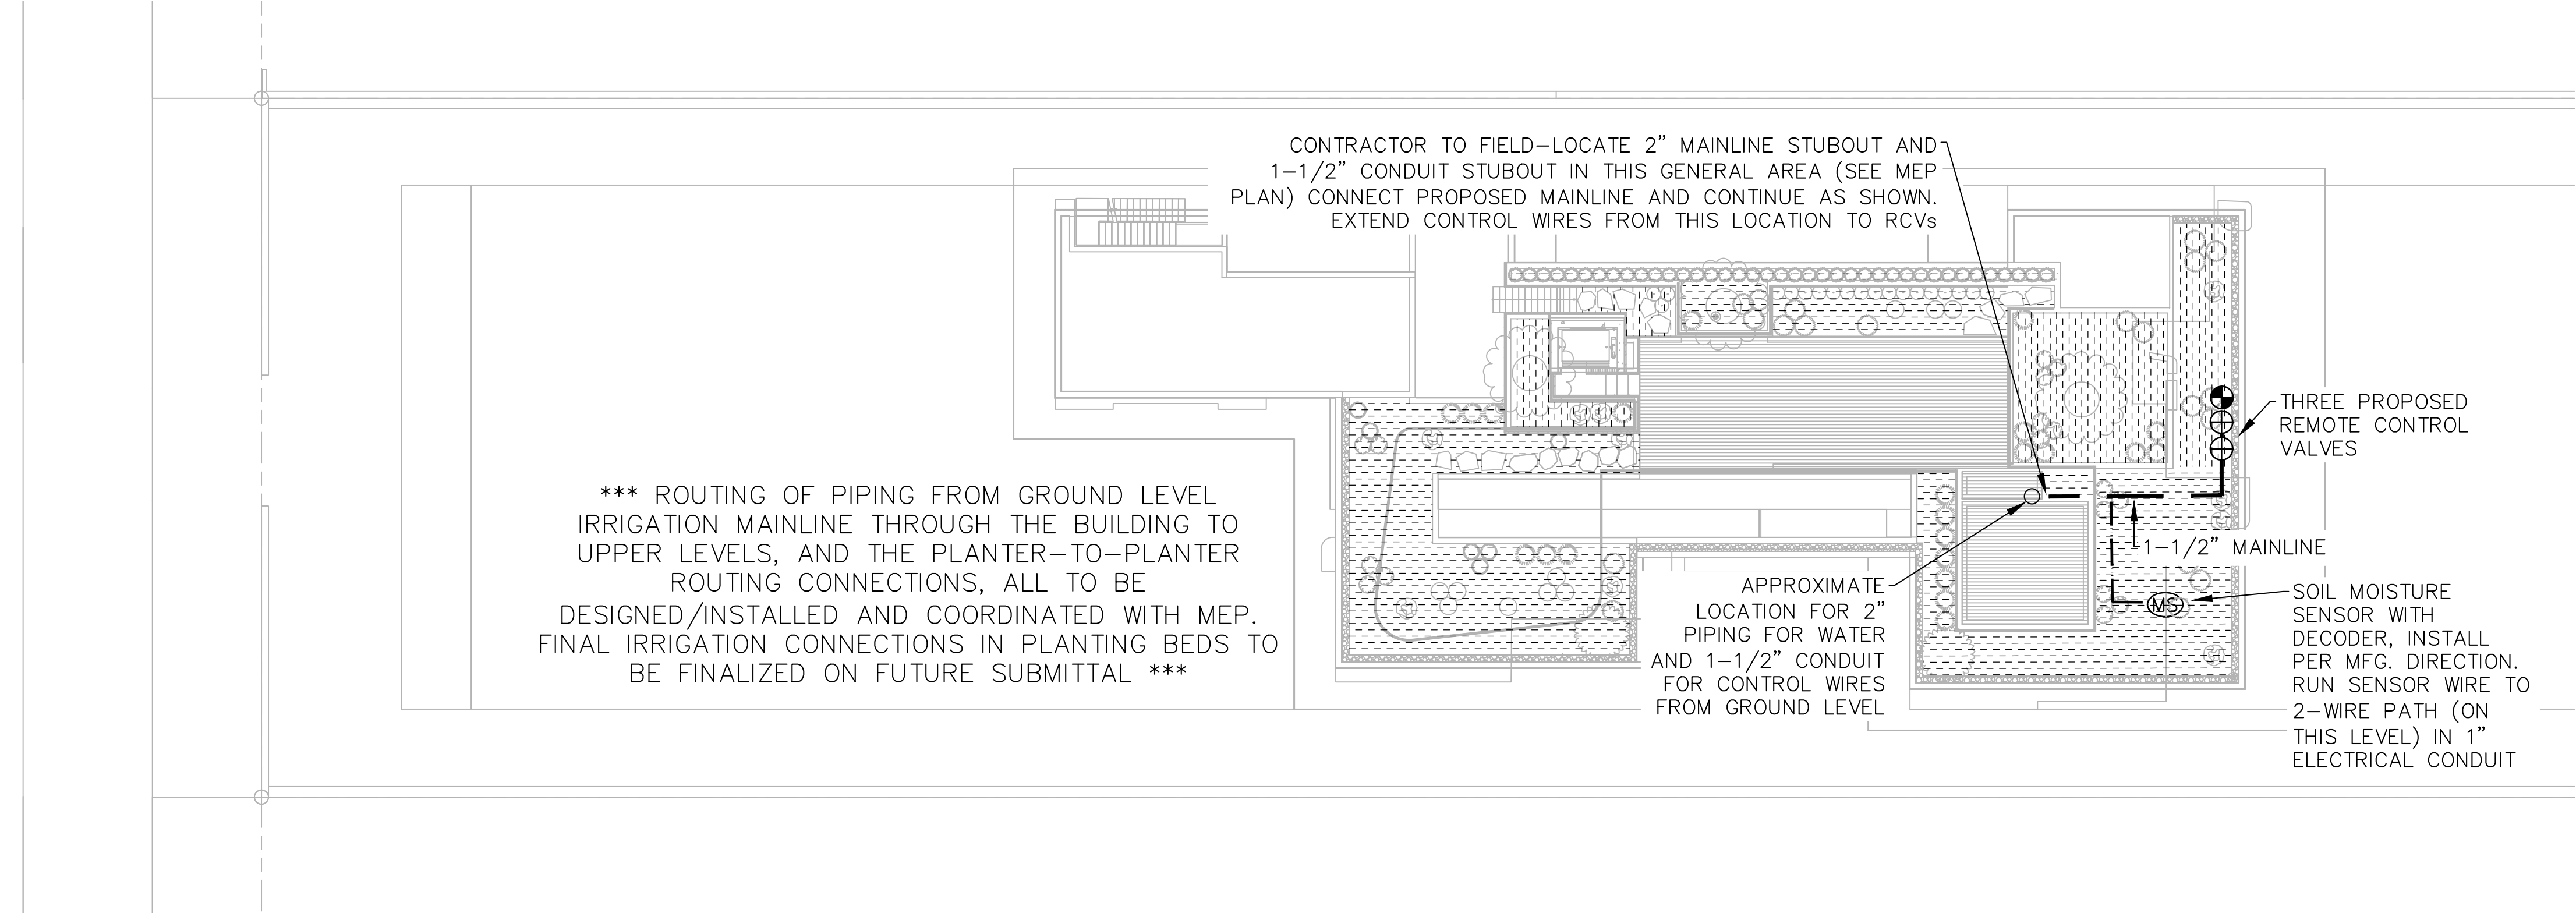 CONTRACTOR TO FIELD-LOCATE 2" MAINLINE STUBOUT AND
1-1/2" CONDUIT STUBOUT IN THIS GENERAL AREA (SEE MEP
PLAN) CONNECT PROPOSED MAINLINE AND CONTINUE AS SHOWN.
EXTEND CONTROL WIRES FROM THIS LOCATION TO RCVs
THREE PROPOSED
REMOTE CONTROL
VALVES
*** ROUTING OF PIPING FROM GROUND LEVEL
IRRIGATION MAINLINE THROUGH THE BUILDING TO
UPPER LEVELS, AND THE PLANTER-TO-PLANTER
ROUTING CONNECTIONS, ALL TO BE
DESIGNED/INSTALLED AND COORDINATED WITH MEP.
FINAL IRRIGATION CONNECTIONS IN PLANTING BEDS TO
BE FINALIZED ON FUTURE SUBMITTAL ***
1-1/2" MAINLINE
APPROXIMATE
LOCATION FOR 2"
PIPING FOR WATER
AND 1-1/2" CONDUIT
FOR CONTROL WIRES
FROM GROUND LEVEL
MS
SOIL MOISTURE
SENSOR WITH
DECODER, INSTALL
PER MFG. DIRECTION.
RUN SENSOR WIRE TO
2-WIRE PATH (ON
THIS LEVEL) IN 1"
ELECTRICAL CONDUIT